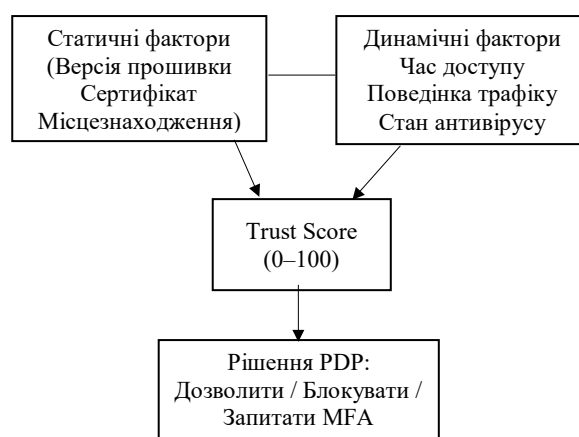 Статичні фактори
(Версія прошивки
Сертифікат
Місцезнаходження)
Динамічні фактори
Час доступу
Поведінка трафіку
Стан антивірусу
Trust Score
(0–100)
Рішення PDP:
Дозволити / Блокувати /
Запитати MFA